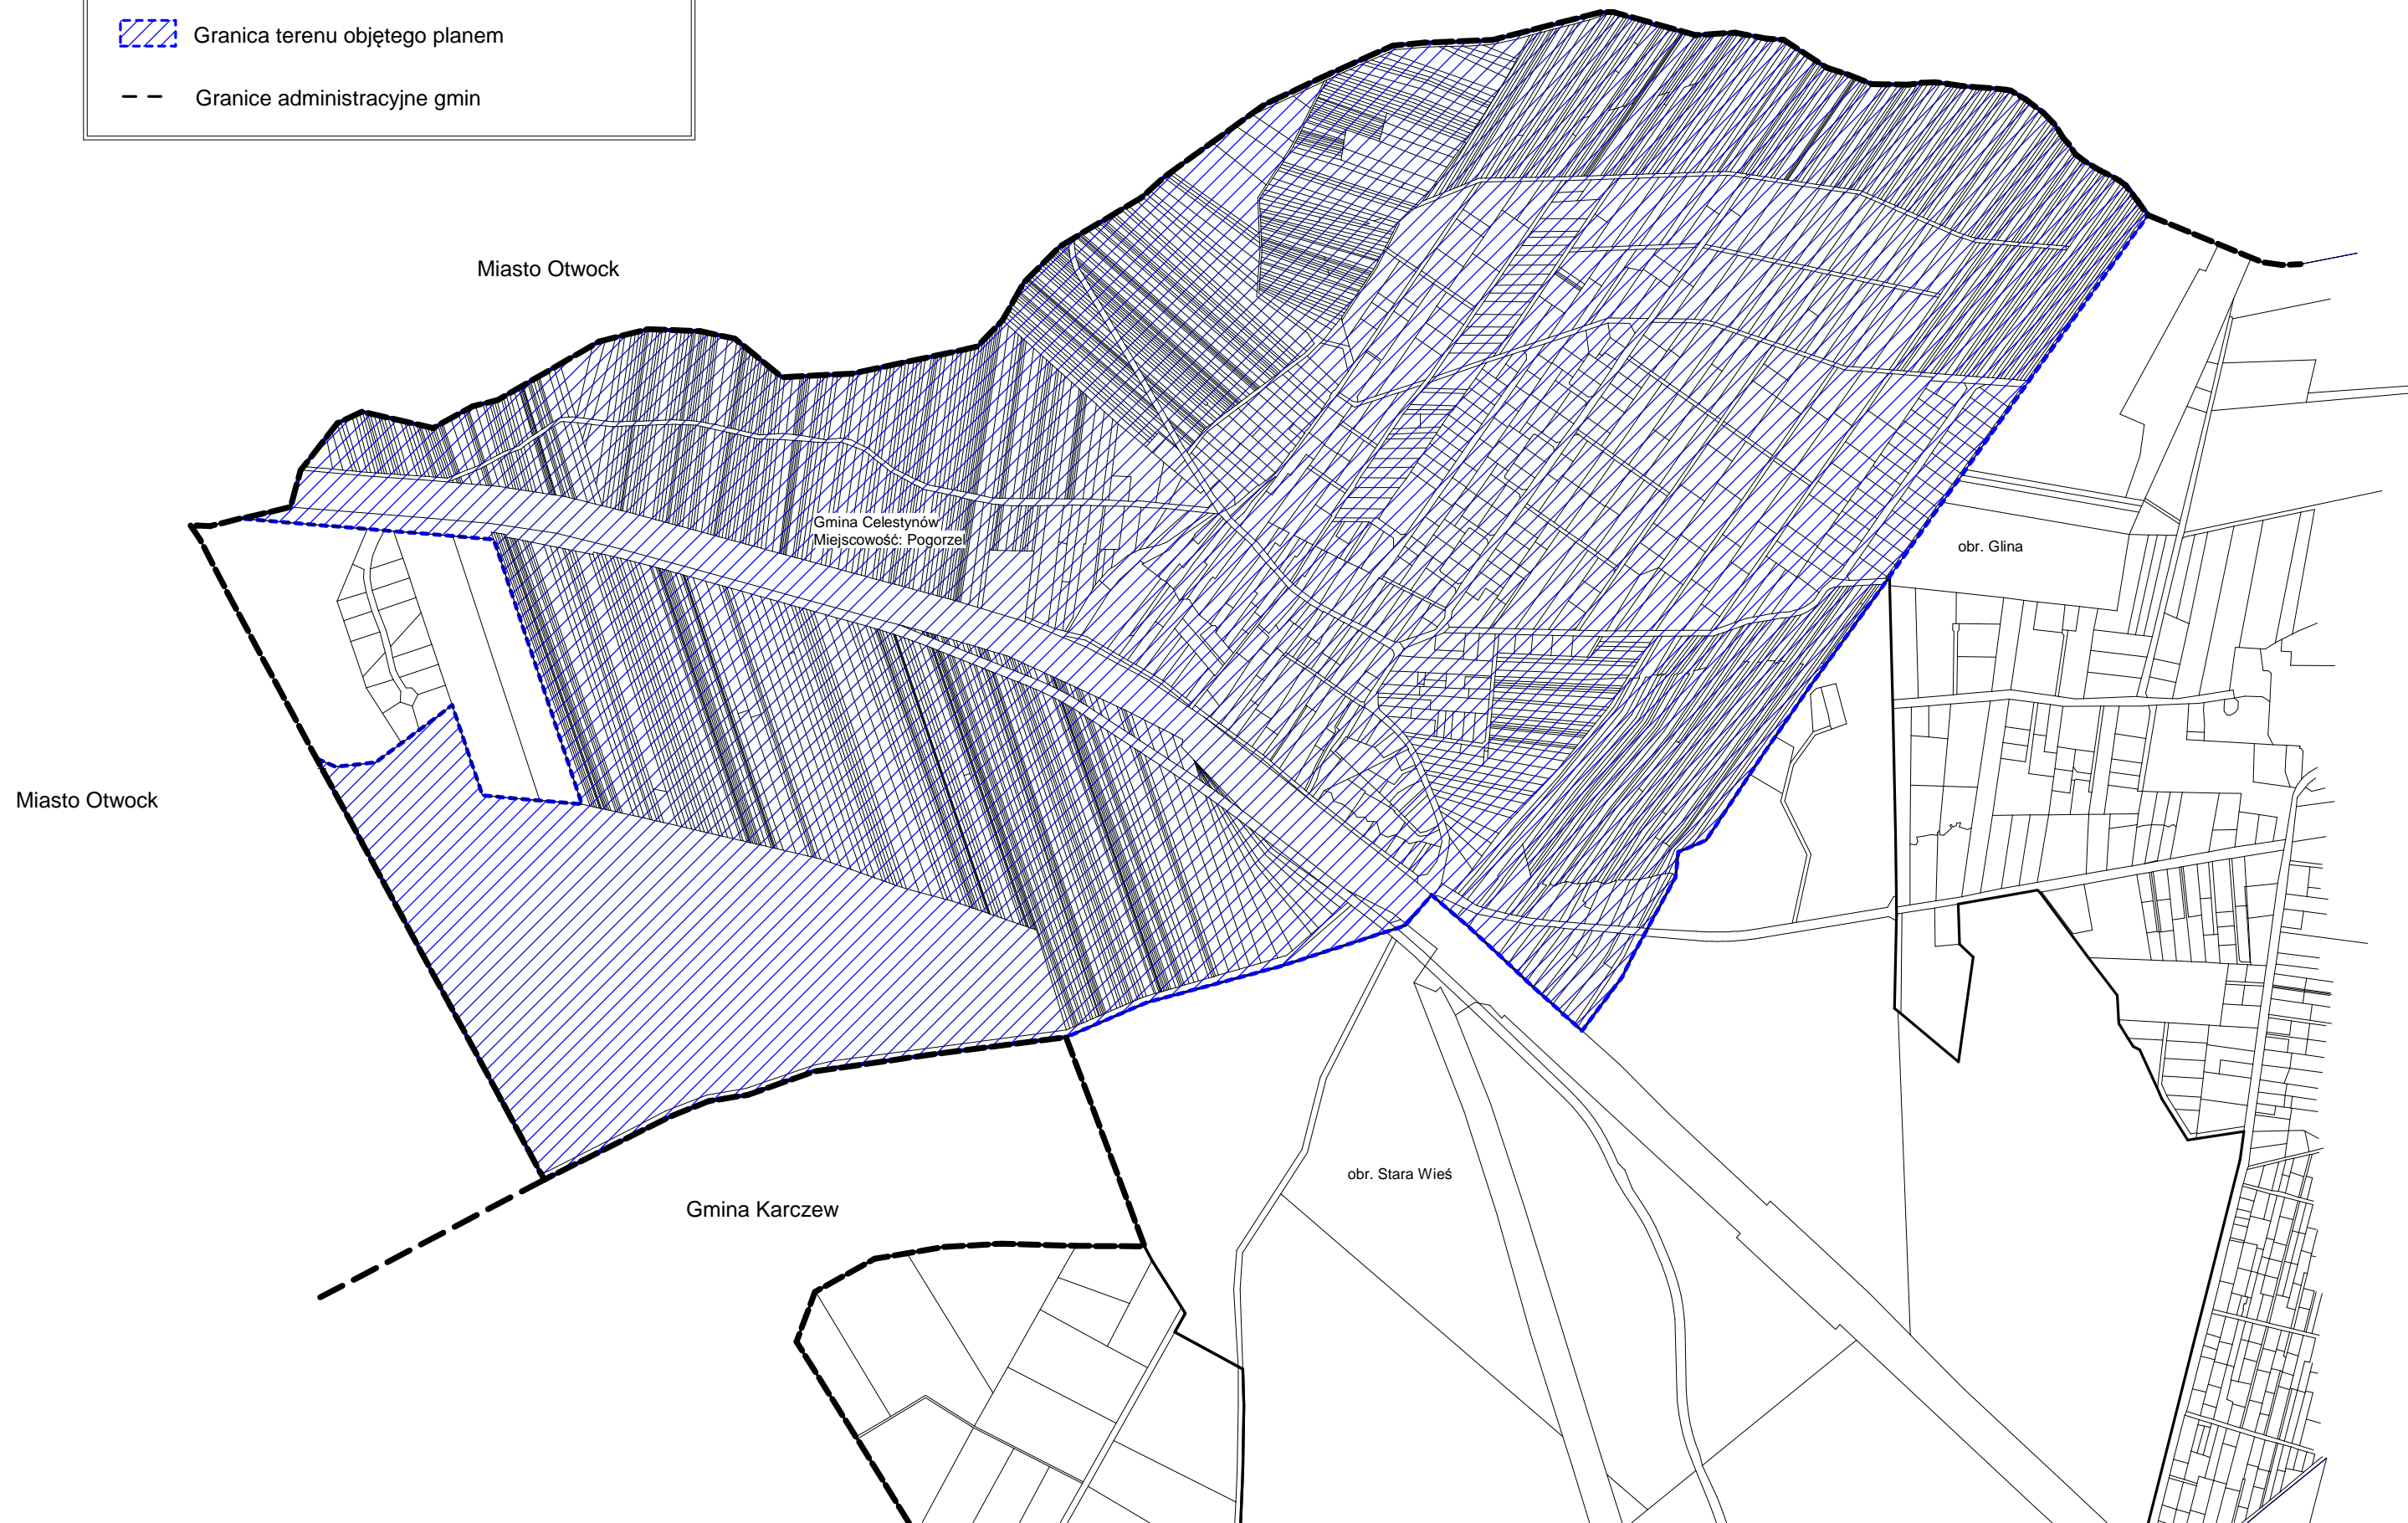 Granica terenu objętego planem
Granice administracyjne gmin
Miasto Otwock
Gmina Celestynów
Miejscowość: Pogorzel
obr. Glina
Miasto Otwock
obr. Stara Wieś
Gmina Karczew